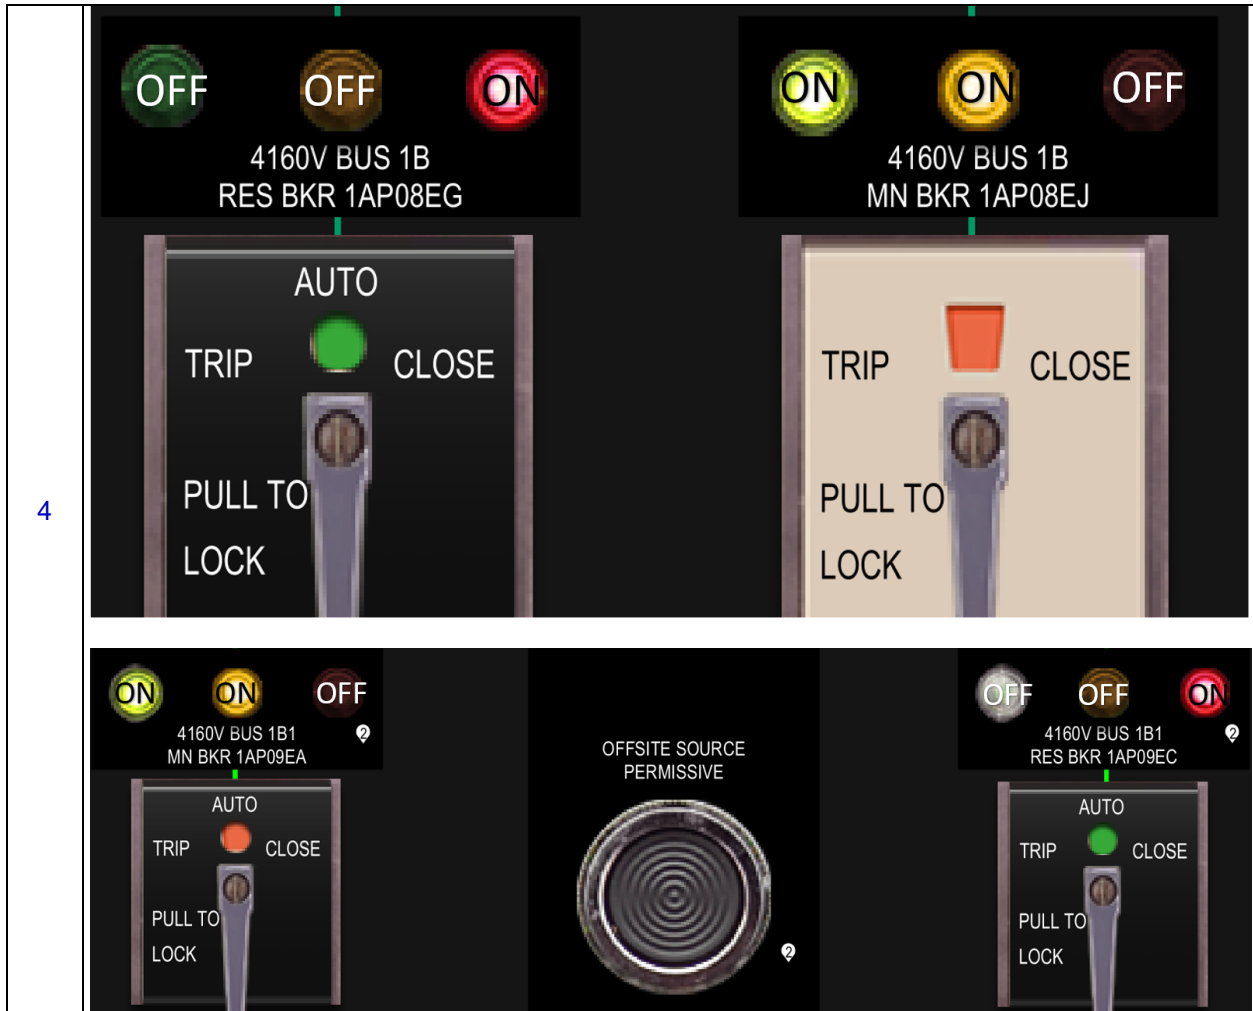 4
OFF OFF ON
4160V BUS 1B
RES BKR 1AP08EG
ON ON OFF
4160V BUS 1B
MN BKR 1AP08EJ
AUTO
TRIP CLOSE
PULL TO
LOCK
TRIP CLOSE
PULL TO
LOCK
ON ON OFF
4160V BUS 1B1
MN BKR 1AP09EA
2
AUTO
TRIP CLOSE
PULL TO
LOCK
OFFSITE SOURCE
PERMISSIVE
2
OFF OFF ON
4160V BUS 1B1
RES BKR 1AP09EC
2
AUTO
TRIP CLOSE
PULL TO
LOCK